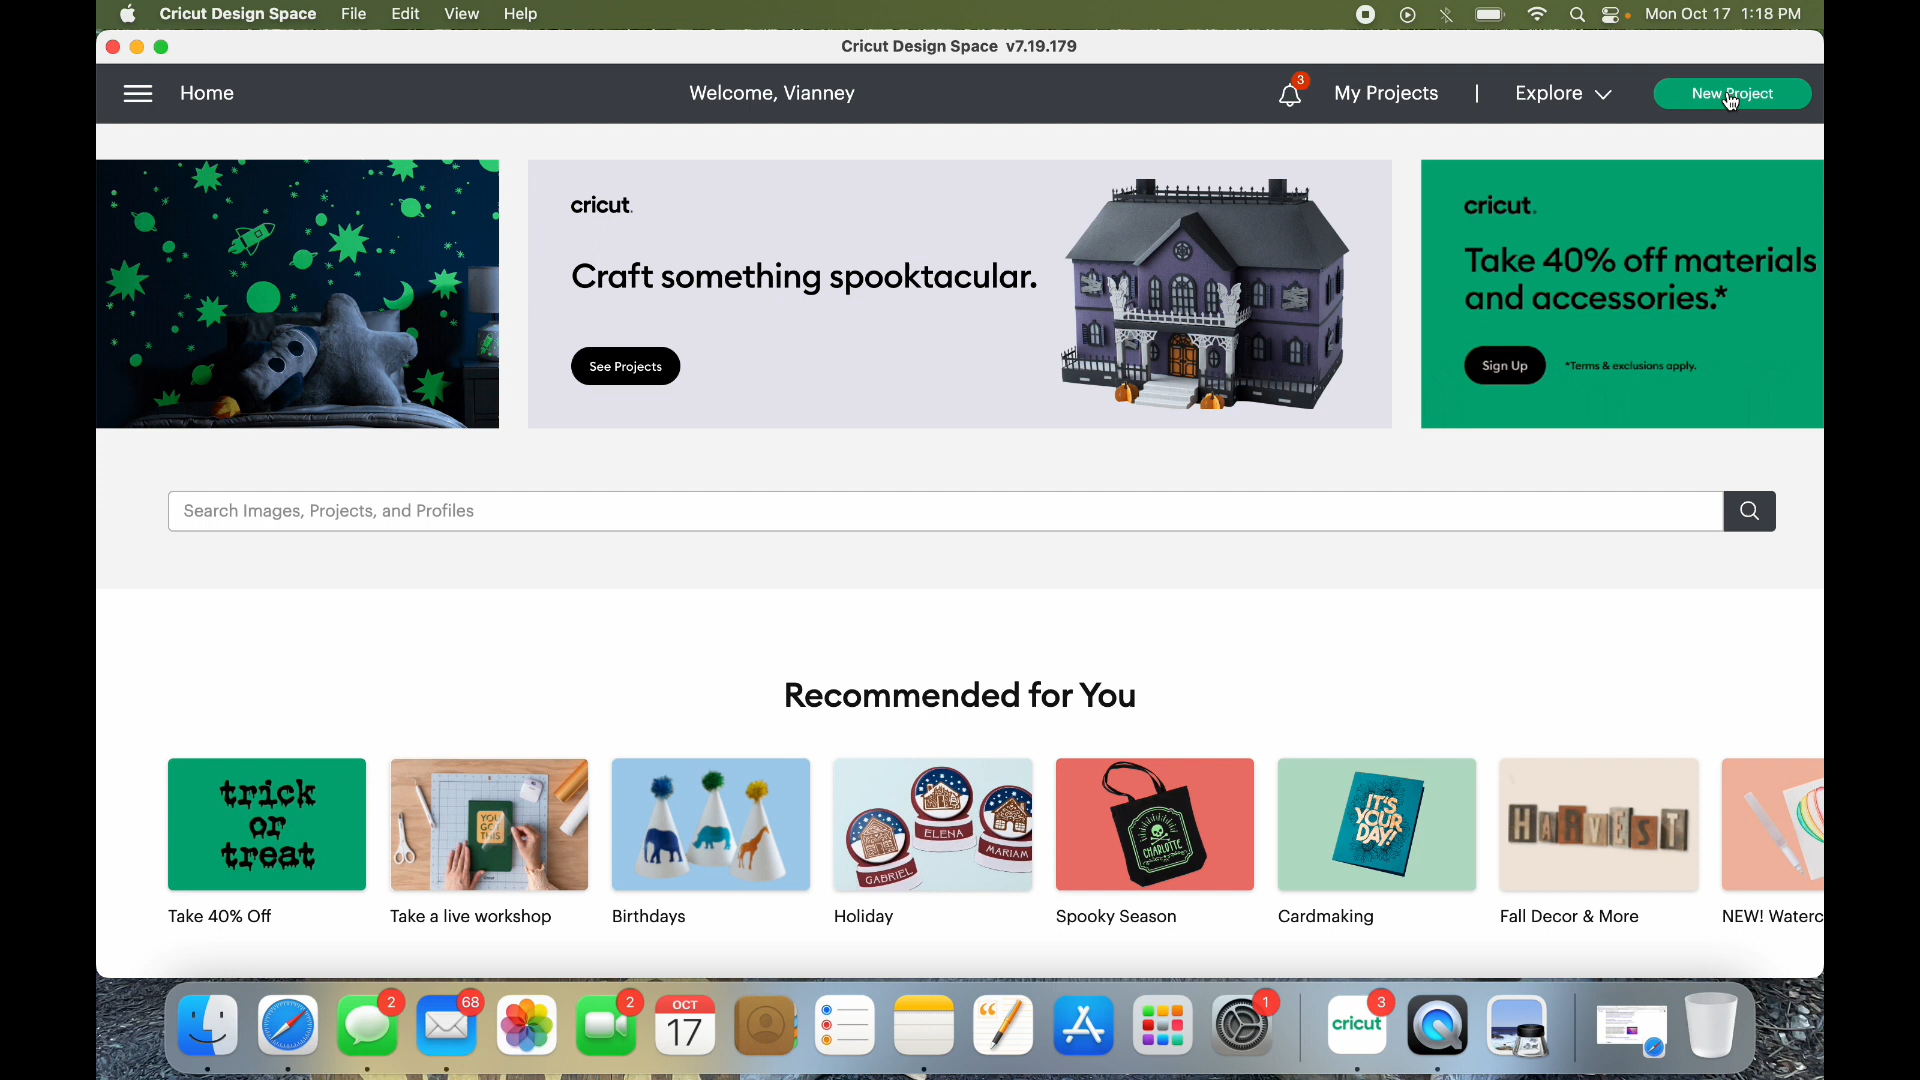 Cricut Design Space File Edit View Help Mon Oct 17 1:18 PM
Cricut Design Space v7.19.179
Home Welcome, Vianney 3 My Projects | Explore New Project
cricut.
Craft something spooktacular.
See Projects
cricut.
Take 40% off materials
and accessories.*
Sign Up *Terms & exclusions apply.
Search Images, Projects, and Profiles
Recommended for You
trick
or
treat
YOU
GOT
THIS
ELENA
MARIAM
GABRIEL
CHARLOTTE
IT'S
YOUR
DAY!
HARVEST
Take 40% Off Take a live workshop Birthdays Holiday Spooky Season Cardmaking Fall Decor & More NEW! Waterc
2 68 2 OCT 17 1 cricut 3